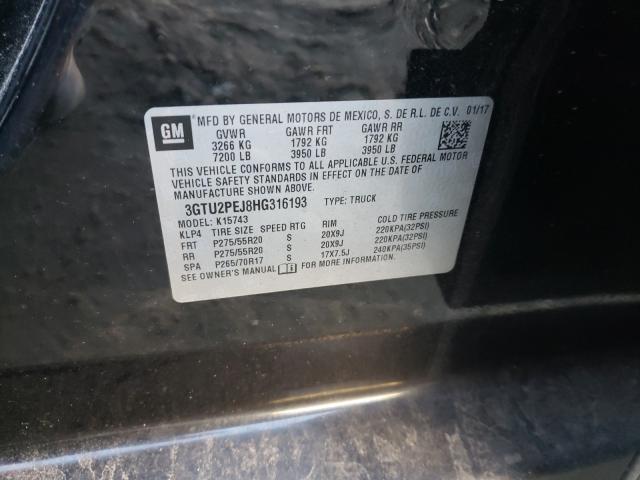 GM
MFD BY GENERAL MOTORS DE MEXICO, S. DE R.L. DE C.V. 01/17
GVWR GAWR FRT GAWR RR
3266 KG 1792 KG 1792 KG
7200 LB 3950 LB 3950 LB
THIS VEHICLE CONFORMS TO ALL APPLICABLE U.S. FEDERAL MOTOR
VEHICLE SAFETY STANDARDS IN EFFECT ON THE DATE OF
MANUFACTURE SHOWN ABOVE.
3GTU2PEJ8HG316193 TYPE: TRUCK
MODEL: K15743
KLP4 TIRE SIZE SPEED RTG RIM COLD TIRE PRESSURE
FRT P275/55R20 S 20X9J 220KPA(32PSI)
RR P275/55R20 S 20X9J 220KPA(32PSI)
SPA P265/70R17 S 17X7.5J 240KPA(35PSI)
SEE OWNER'S MANUAL FOR MORE INFORMATION.